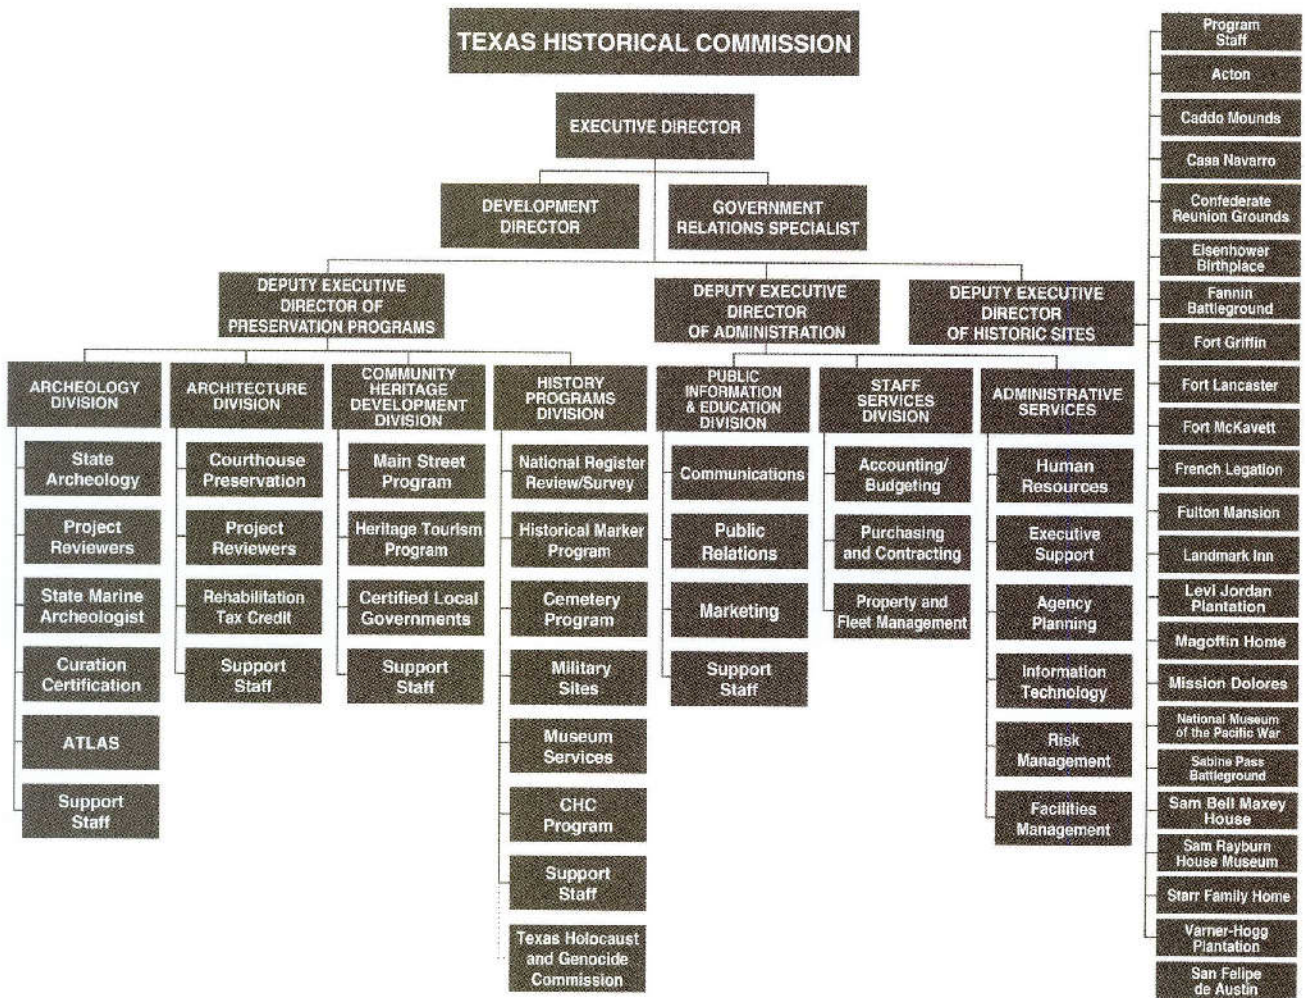 TEXAS HISTORICAL COMMISSION
EXECUTIVE DIRECTOR
DEVELOPMENT
DIRECTOR
GOVERNMENT
RELATIONS SPECIALIST
DEPUTY EXECUTIVE
DIRECTOR OF
PRESERVATION PROGRAMS
DEPUTY EXECUTIVE
DIRECTOR
OF ADMINISTRATION
DEPUTY EXECUTIVE
DIRECTOR
OF HISTORIC SITES
ARCHEOLOGY
DIVISION
State
Archeology
Project
Reviewers
State Marine
Archeologist
Curation
Certification
ATLAS
Support
Staff
ARCHITECTURE
DIVISION
Courthouse
Preservation
Project
Reviewers
Rehabilitation
Tax Credit
Support
Staff
COMMUNITY
HERITAGE
DEVELOPMENT
DIVISION
Main Street
Program
Heritage Tourism
Program
Certified Local
Governments
Support
Staff
HISTORY
PROGRAMS
DIVISION
National Register
Review/Survey
Historical Marker
Program
Cemetery
Program
Military
Sites
Museum
Services
CHC
Program
Support
Staff
Texas Holocaust
and Genocide
Commission
PUBLIC
INFORMATION
& EDUCATION
DIVISION
Communications
Public
Relations
Marketing
Support
Staff
STAFF
SERVICES
DIVISION
Accounting/
Budgeting
Purchasing
and Contracting
Property and
Fleet Management
ADMINISTRATIVE
SERVICES
Human
Resources
Executive
Support
Agency
Planning
Information
Technology
Risk
Management
Facilities
Management
Program
Staff
Acton
Caddo Mounds
Casa Navarro
Confederate
Reunion Grounds
Eisenhower
Birthplace
Fannin
Battleground
Fort Griffin
Fort Lancaster
Fort McKavett
French Legation
Fulton Mansion
Landmark Inn
Levi Jordan
Plantation
Magoffin Home
Mission Dolores
National Museum
of the Pacific War
Sabine Pass
Battleground
Sam Bell Maxey
House
Sam Rayburn
House Museum
Starr Family Home
Varner-Hogg
Plantation
San Felipe
de Austin